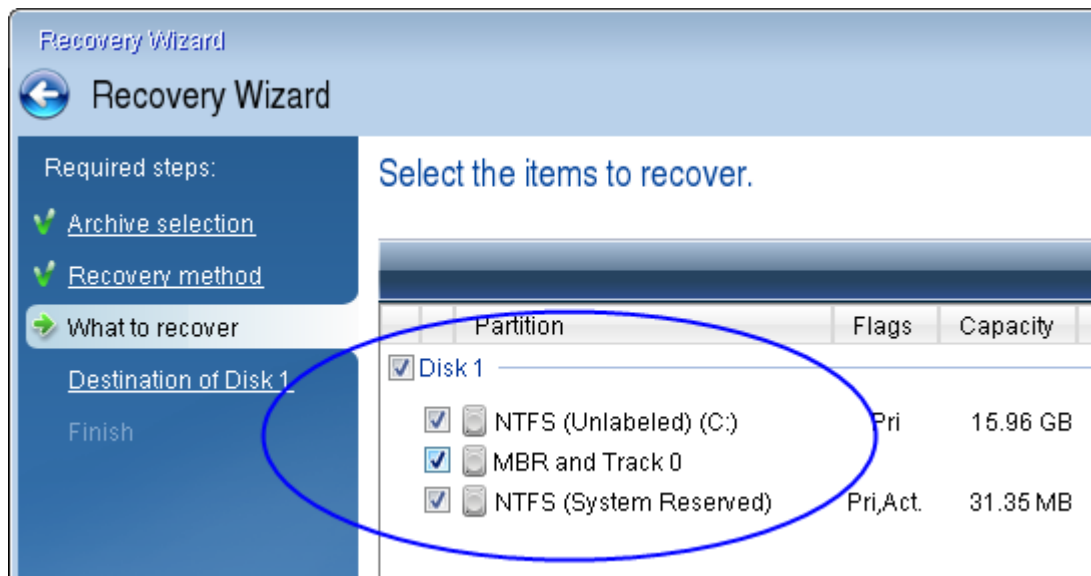 Recovery Wizard
Recovery Wizard
Required steps:
Archive selection
Recovery method
What to recover
Destination of Disk 1
Finish
Select the items to recover.
Partition Flags Capacity
Disk 1
NTFS (Unlabeled) (C:) Pri 15.96 GB
MBR and Track 0
NTFS (System Reserved) Pri,Act. 31.35 MB